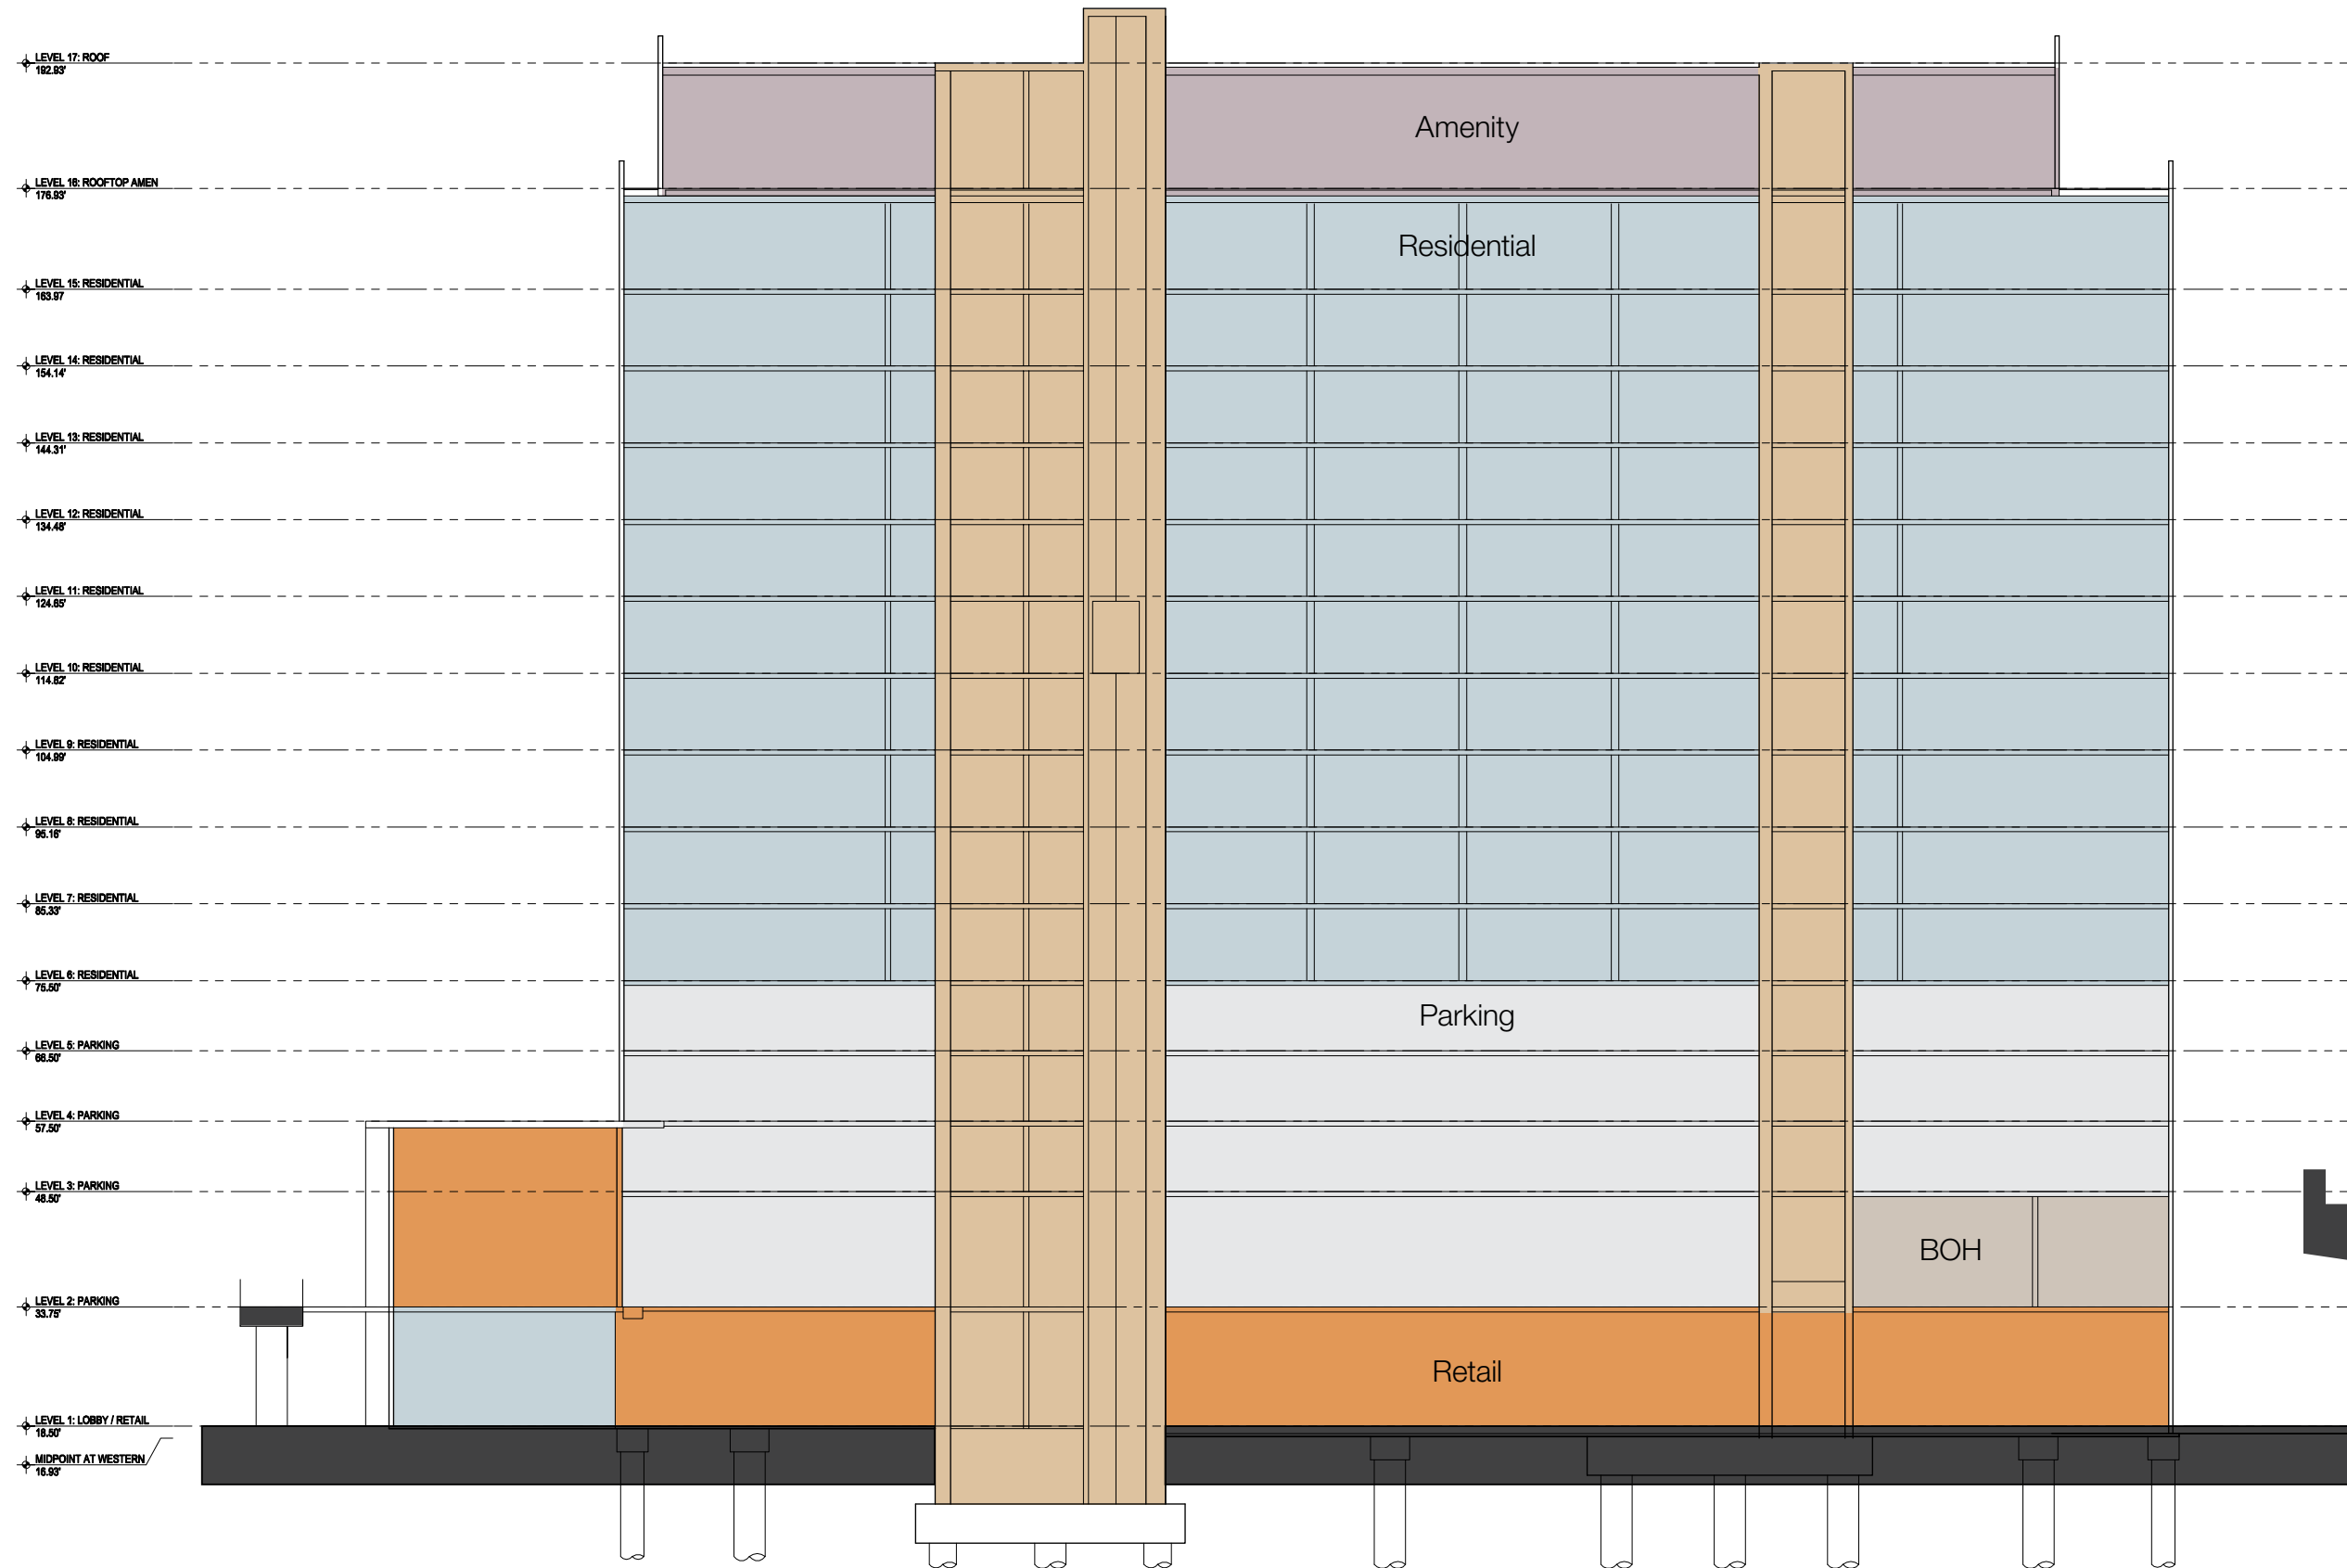 LEVEL 17: ROOF
192.93'
Amenity
LEVEL 16: ROOFTOP AMEN
176.93'
Residential
LEVEL 15: RESIDENTIAL
163.97
LEVEL 14: RESIDENTIAL
154.14'
LEVEL 13: RESIDENTIAL
144.31'
LEVEL 12: RESIDENTIAL
134.48'
LEVEL 11: RESIDENTIAL
124.65'
LEVEL 10: RESIDENTIAL
114.82'
LEVEL 9: RESIDENTIAL
104.99'
LEVEL 8: RESIDENTIAL
95.16'
LEVEL 7: RESIDENTIAL
85.33'
LEVEL 6: RESIDENTIAL
75.50'
Parking
LEVEL 5: PARKING
66.50'
LEVEL 4: PARKING
57.50'
LEVEL 3: PARKING
48.50'
BOH
LEVEL 2: PARKING
33.75'
Retail
LEVEL 1: LOBBY / RETAIL
18.50'
MIDPOINT AT WESTERN
16.93'